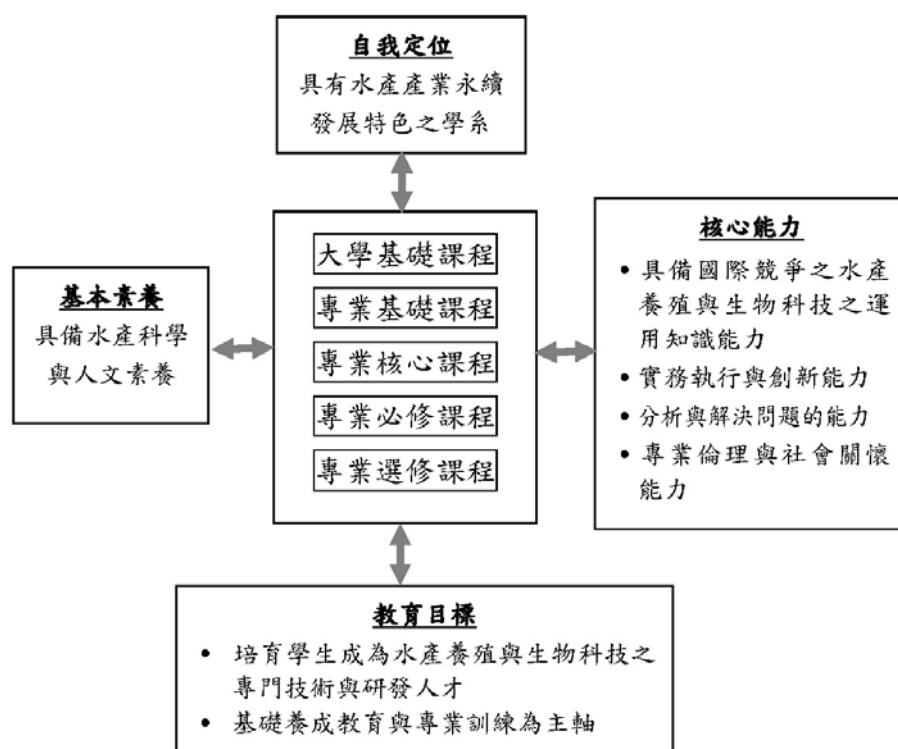 自我定位
具有水產產業永續
發展特色之學系
基本素養
具備水產科學
與人文素養
大學基礎課程
專業基礎課程
專業核心課程
專業必修課程
專業選修課程
核心能力
• 具備國際競爭之水產
養殖與生物科技之運
用知識能力
• 實務執行與創新能力
• 分析與解決問題的能力
• 專業倫理與社會關懷
能力
教育目標
• 培育學生成為水產養殖與生物科技之
專門技術與研發人才
• 基礎養成教育與專業訓練為主軸